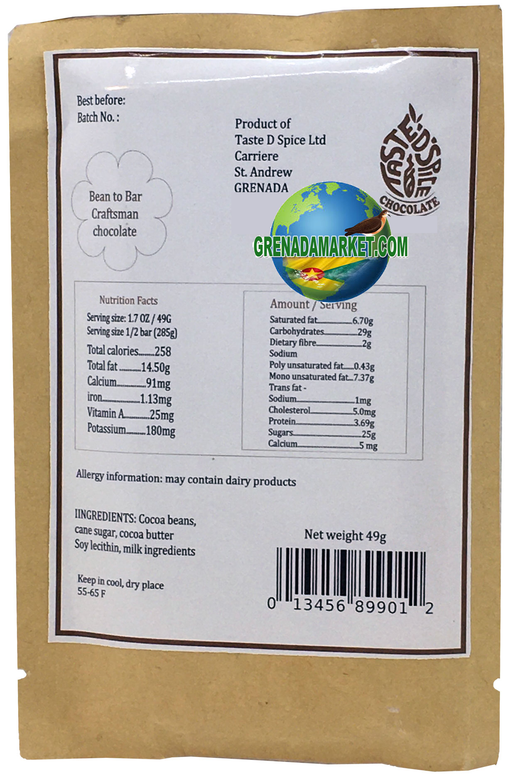 Best before:
Batch No. :
Product of
Taste D Spice Ltd
Carriere
St. Andrew
GRENADA
TASTE D'SPICE
CHOCOLATE
Bean to Bar
Craftsman
chocolate
GRENADAMARKET.COM
Nutrition Facts
Serving size: 1.7 OZ / 49G
Serving size 1/2 bar (285g)
Total calories......258
Total fat ........14.50g
Calcium..........91mg
iron............1.13mg
Vitamin A.......25mg
Potassium.......180mg
Amount / Serving
Saturated fat............6.70g
Carbohydrates............29g
Dietary fibre...............2g
Sodium
Poly unsaturated fat.....0.43g
Mono unsaturated fat...7.37g
Trans fat -
Sodium.....................1mg
Cholesterol..............5.0mg
Protein.....................3.69g
Sugars.......................25g
Calcium.....................5 mg
Allergy information: may contain dairy products
IINGREDIENTS: Cocoa beans,
cane sugar, cocoa butter
Soy lecithin, milk ingredients
Keep in cool, dry place
55-65 F
Net weight 49g
0 13456 89901 2